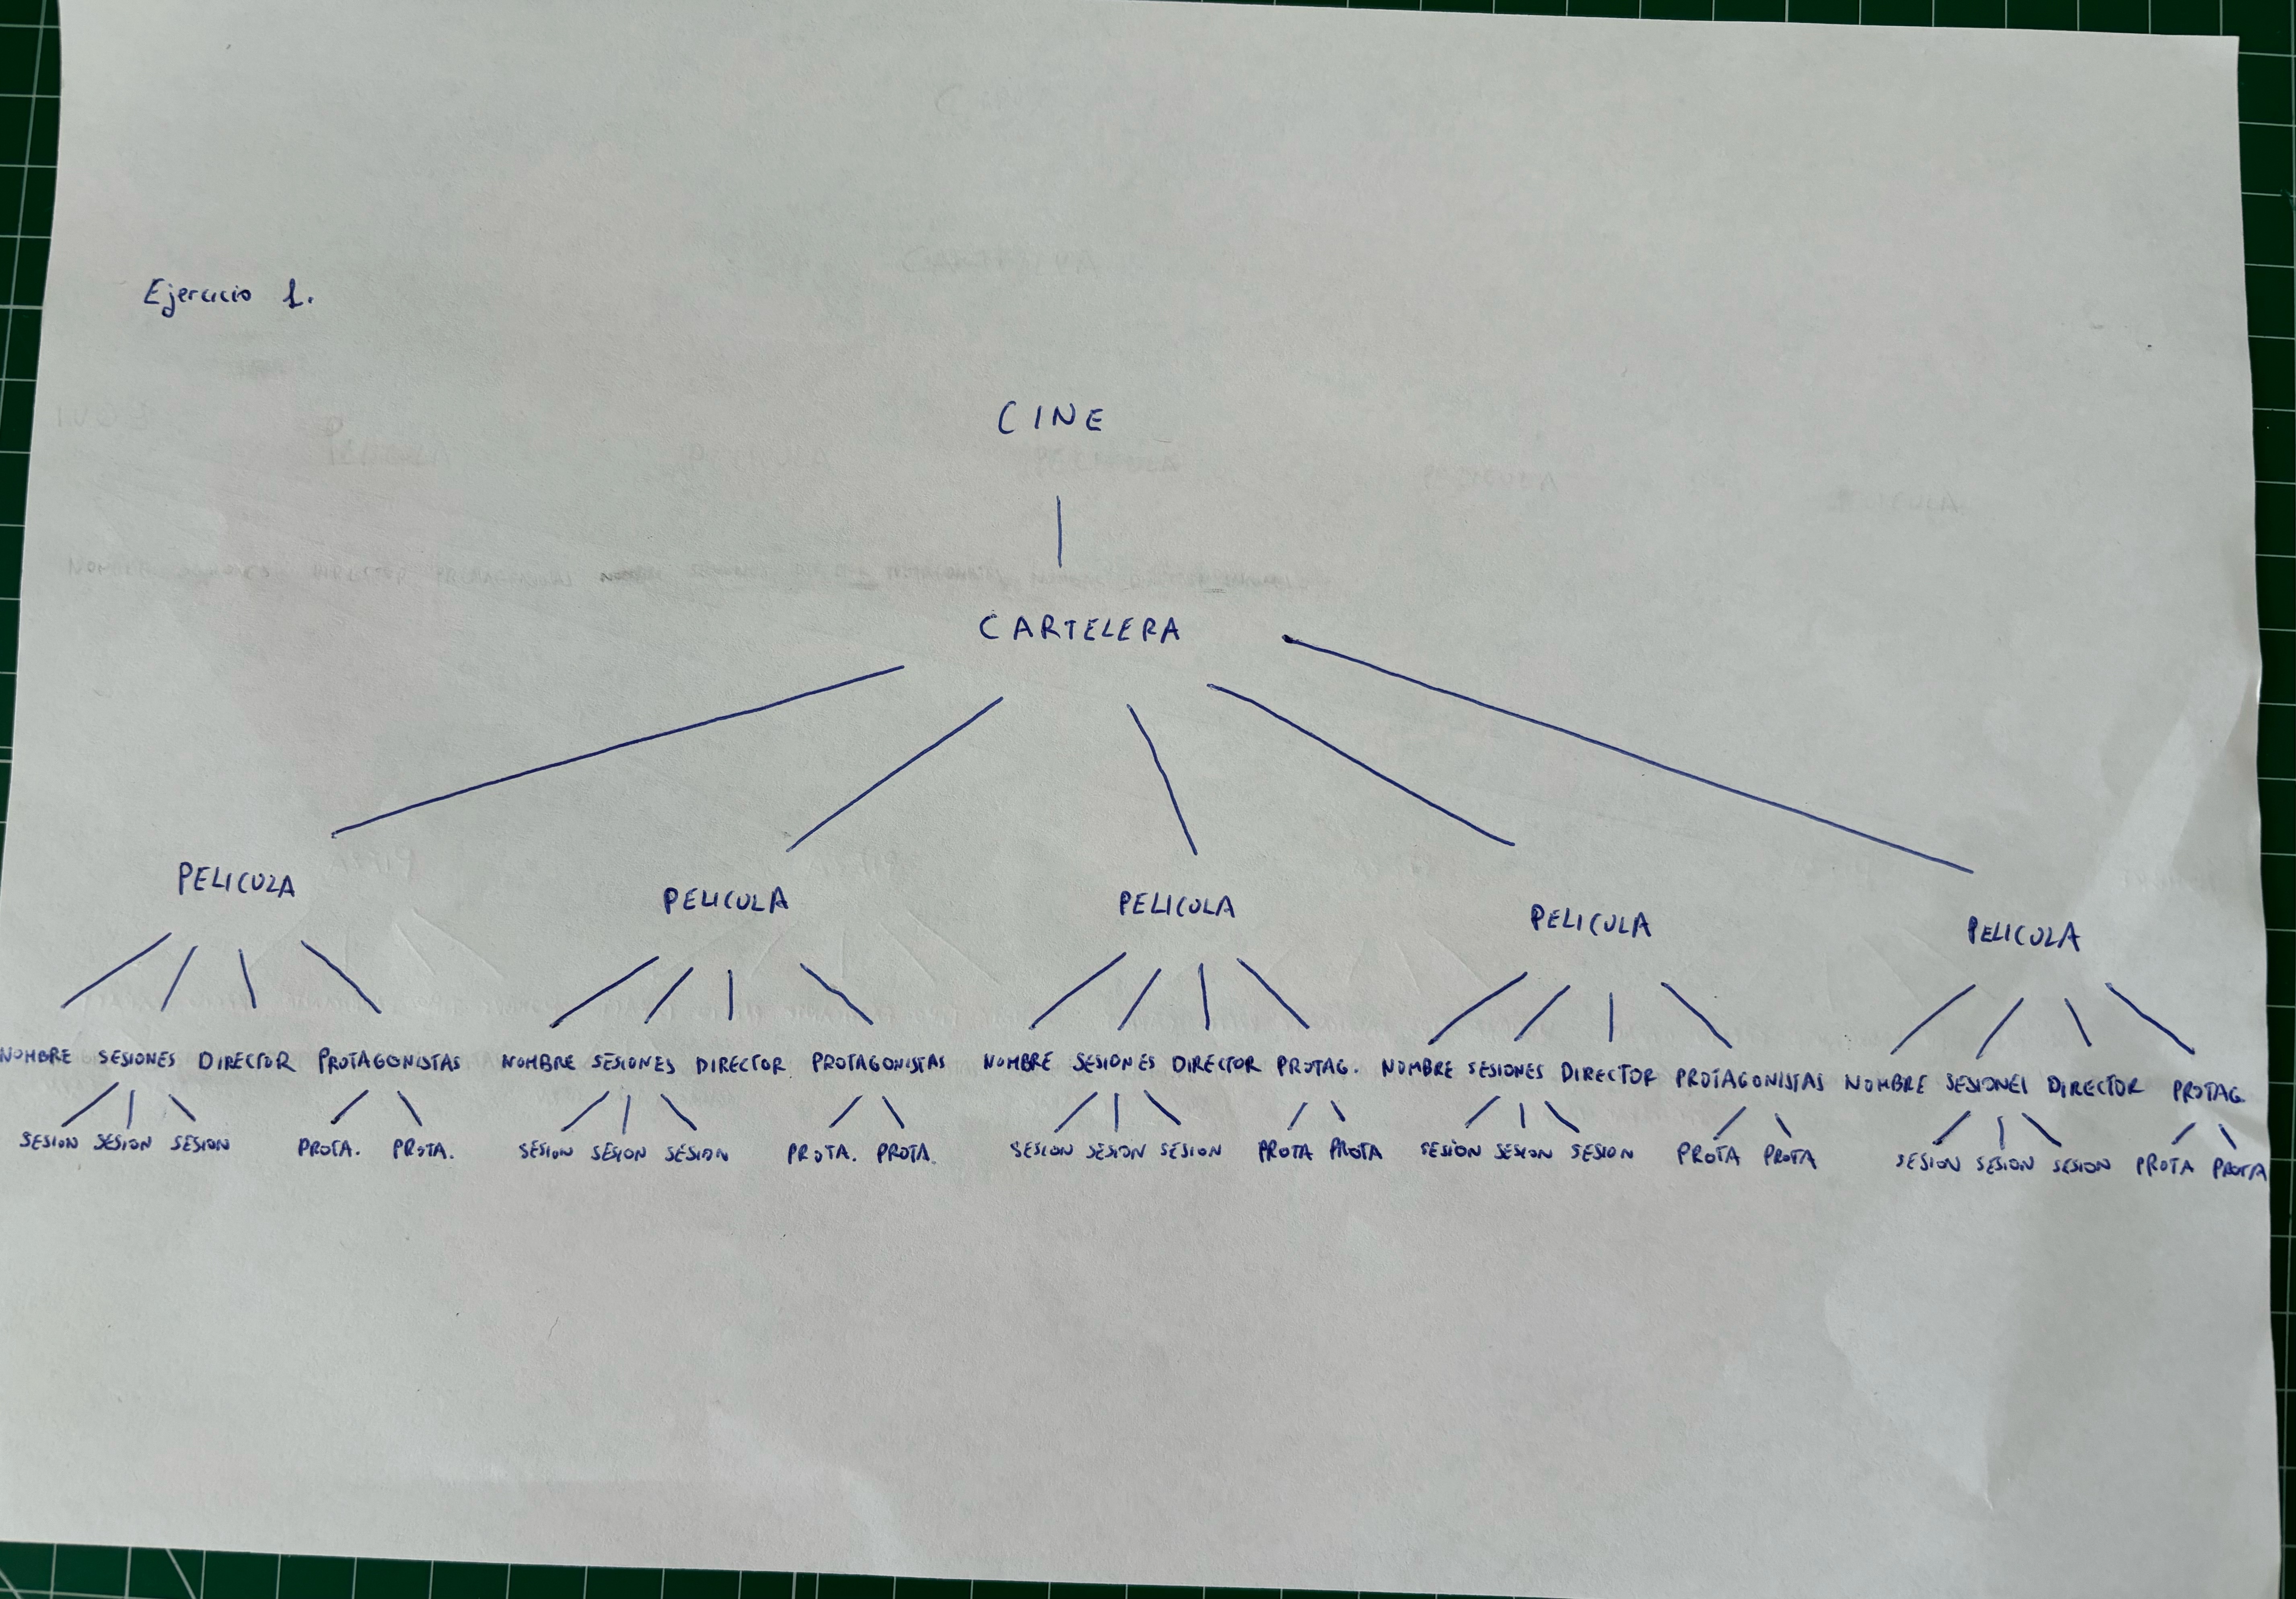 Ejercicio 1.
CINE
CARTELERA
PELICULA PELICULA PELICULA PELICULA PELICULA
NOMBRE SESIONES DIRECTOR PROTAGONISTAS NOMBRE SESIONES DIRECTOR PROTAGONISTAS NOMBRE SESIONES DIRECTOR PROTAG. NOMBRE SESIONES DIRECTOR PROTAGONISTAS NOMBRE SESIONES DIRECTOR PROTAG.
SESION SESION SESION PROTA. PROTA. SESION SESION SESION PROTA. PROTA. SESION SESION SESION PROTA PROTA SESION SESION SESION PROTA PROTA SESION SESION SESION PROTA PROTA